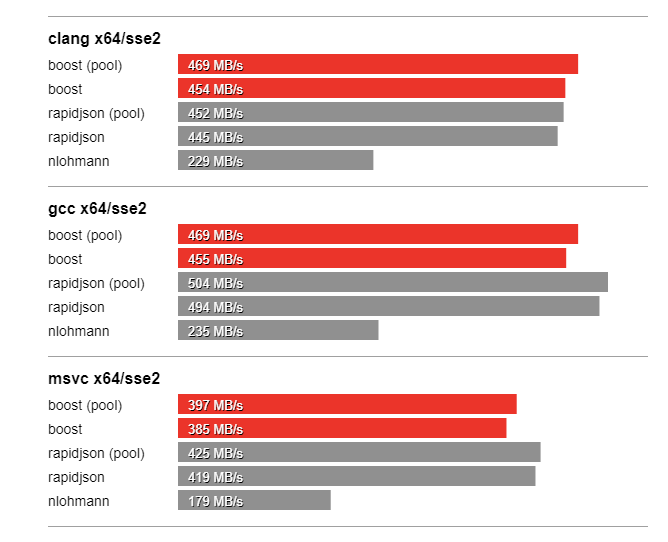 clang x64/sse2
boost (pool) 469 MB/s
boost 454 MB/s
rapidjson (pool) 452 MB/s
rapidjson 445 MB/s
nlohmann 229 MB/s
gcc x64/sse2
boost (pool) 469 MB/s
boost 455 MB/s
rapidjson (pool) 504 MB/s
rapidjson 494 MB/s
nlohmann 235 MB/s
msvc x64/sse2
boost (pool) 397 MB/s
boost 385 MB/s
rapidjson (pool) 425 MB/s
rapidjson 419 MB/s
nlohmann 179 MB/s